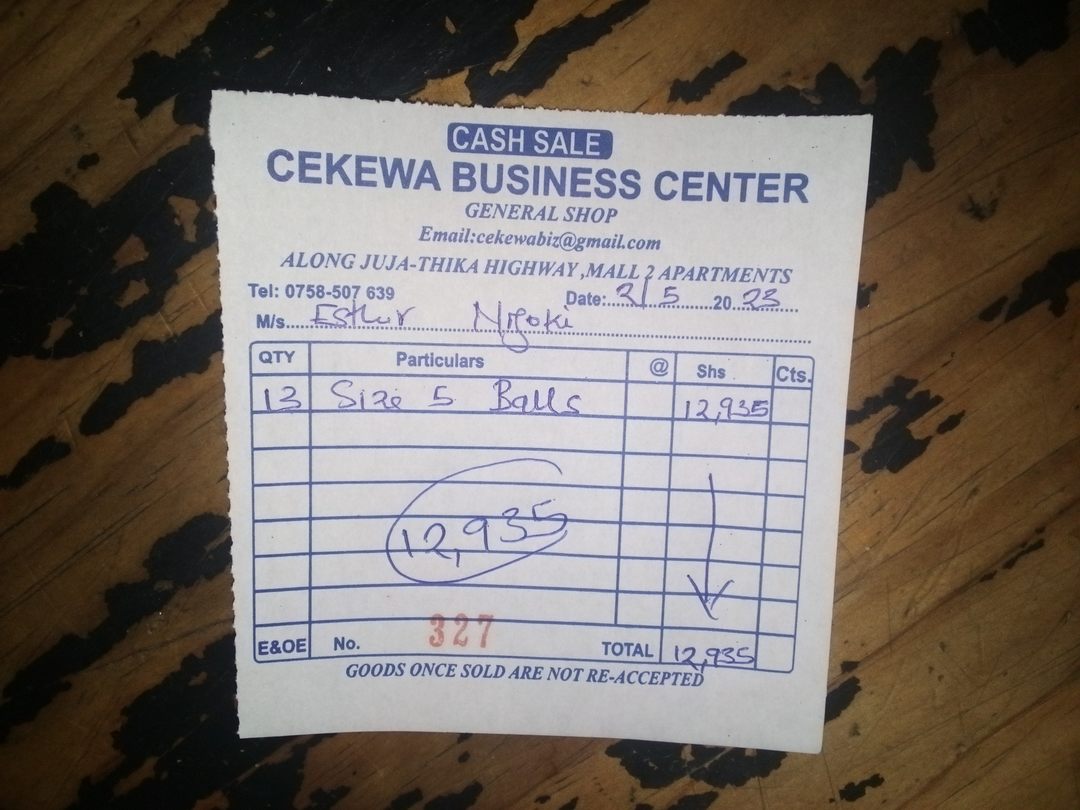 CASH SALE
CEKEWA BUSINESS CENTER
GENERAL SHOP
Email:cekewabiz@gmail.com
ALONG JUJA-THIKA HIGHWAY ,MALL 2 APARTMENTS
Tel: 0758-507 639 Date:..2/5......20..23
M/s....Esther Njoki
QTY Particulars @ Shs Cts.
13 Size 5 Balls 12,935
12,935
E&OE No. 327 TOTAL 12,935
GOODS ONCE SOLD ARE NOT RE-ACCEPTED